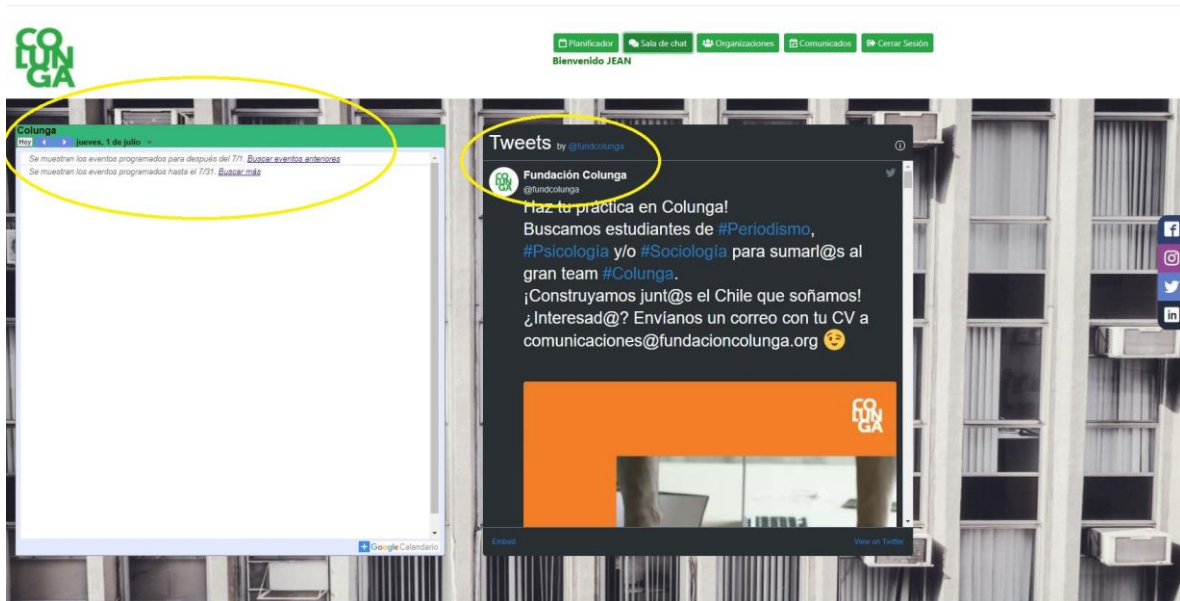 CO
LUN
GA
Planificador
Sala de chat
Organizaciones
Comunicados
Cerrar Sesión
Bienvenido JEAN
Colunga
Hoy jueves, 1 de julio
Se muestran los eventos programados para después del 7/1. Buscar eventos anteriores
Se muestran los eventos programados hasta el 7/31. Buscar más
+ Google Calendario
Tweets by @fundcolunga
CO
LUN
GA
Fundación Colunga
@fundcolunga
Haz tu práctica en Colunga!
Buscamos estudiantes de #Periodismo,
#Psicología y/o #Sociología para sumarl@s al
gran team #Colunga.
¡Construyamos junt@s el Chile que soñamos!
¿Interesad@? Envíanos un correo con tu CV a
comunicaciones@fundacioncolunga.org 😉
CO
LUN
GA
Embed
View on Twitter